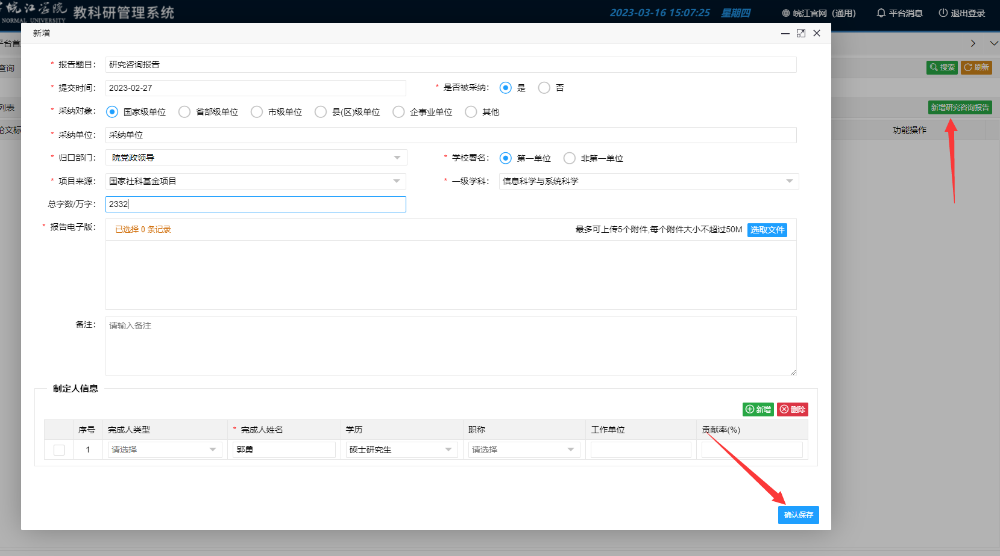 皖江学院 教科研管理系统 2023-03-16 15:07:25 星期四 皖江官网 (通用) 平台消息 退出登录
NORMAL UNIVERSITY
新增
平台首
查询 搜索 刷新
列表 新增研究咨询报告
论文标 功能操作
* 报告题目: 研究咨询报告
* 提交时间: 2023-02-27 * 是否被采纳: 是 否
* 采纳对象: 国家级单位 省部级单位 市级单位 县(区)级单位 企事业单位 其他
* 采纳单位: 采纳单位
* 归口部门: 院党政领导 * 学校署名: 第一单位 非第一单位
* 项目来源: 国家社科基金项目 * 一级学科: 信息科学与系统科学
总字数/万字: 2332
* 报告电子版: 已选择 0 条记录 最多可上传5个附件,每个附件大小不超过50M 选取文件
备注: 请输入备注
制定人信息
新增 删除
序号 完成人类型 * 完成人姓名 学历 职称 工作单位 贡献率(%)
1 请选择 郭勇 硕士研究生 请选择
确认保存